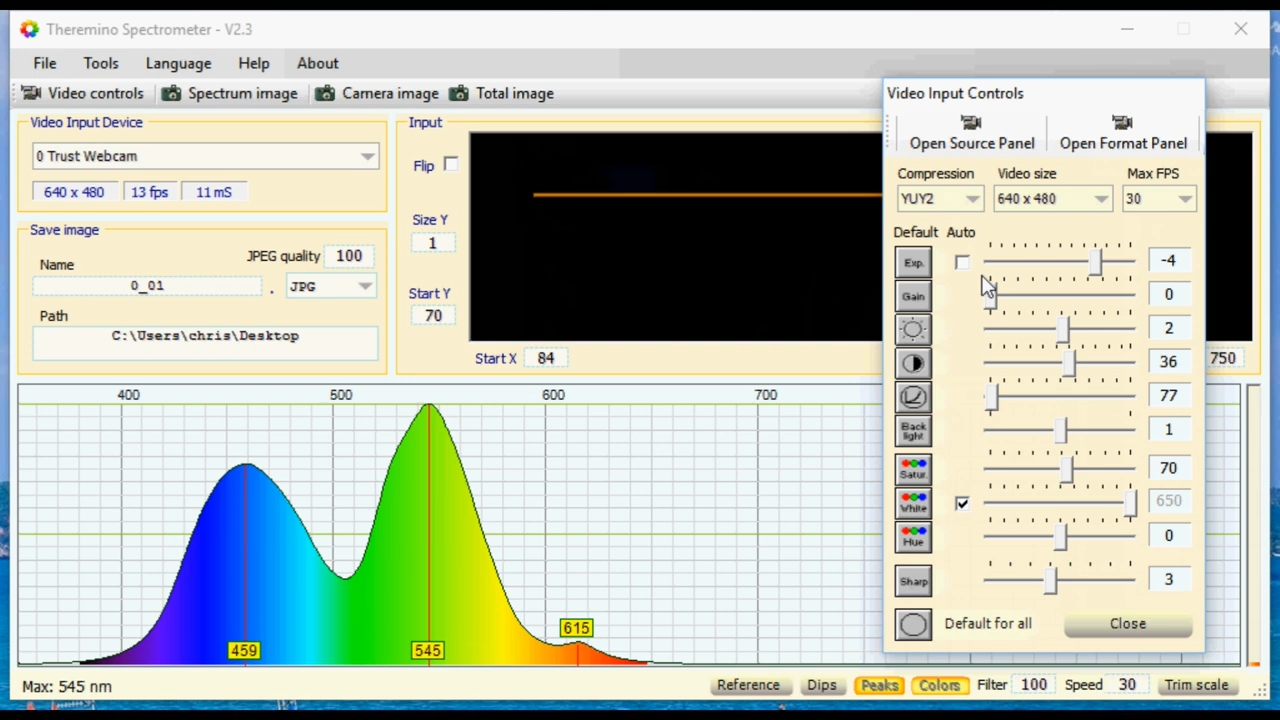 Theremino Spectrometer - V2.3
File Tools Language Help About
Video controls Spectrum image Camera image Total image
Video Input Device
0 Trust Webcam
640 x 480 13 fps 11 mS
Save image
Name JPEG quality 100
0_01 . JPG
Path
C:\Users\chris\Desktop
Input
Flip
Size Y
1
Start Y
70
Start X 84
750
Video Input Controls
Open Source Panel Open Format Panel
Compression Video size Max FPS
YUY2 640 x 480 30
Default Auto
Exp. -4
Gain 0
2
36
77
Back light 1
Satur. 70
White 650
Hue 0
Sharp 3
Default for all Close
400 500 600 700
615
459 545
Max: 545 nm Reference Dips Peaks Colors Filter 100 Speed 30 Trim scale